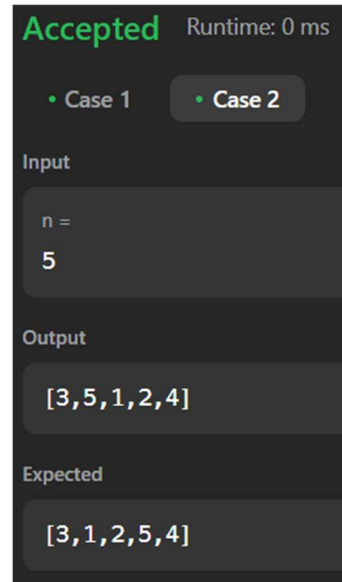 Accepted Runtime: 0 ms
• Case 1 • Case 2
Input
n =
5
Output
[3,5,1,2,4]
Expected
[3,1,2,5,4]